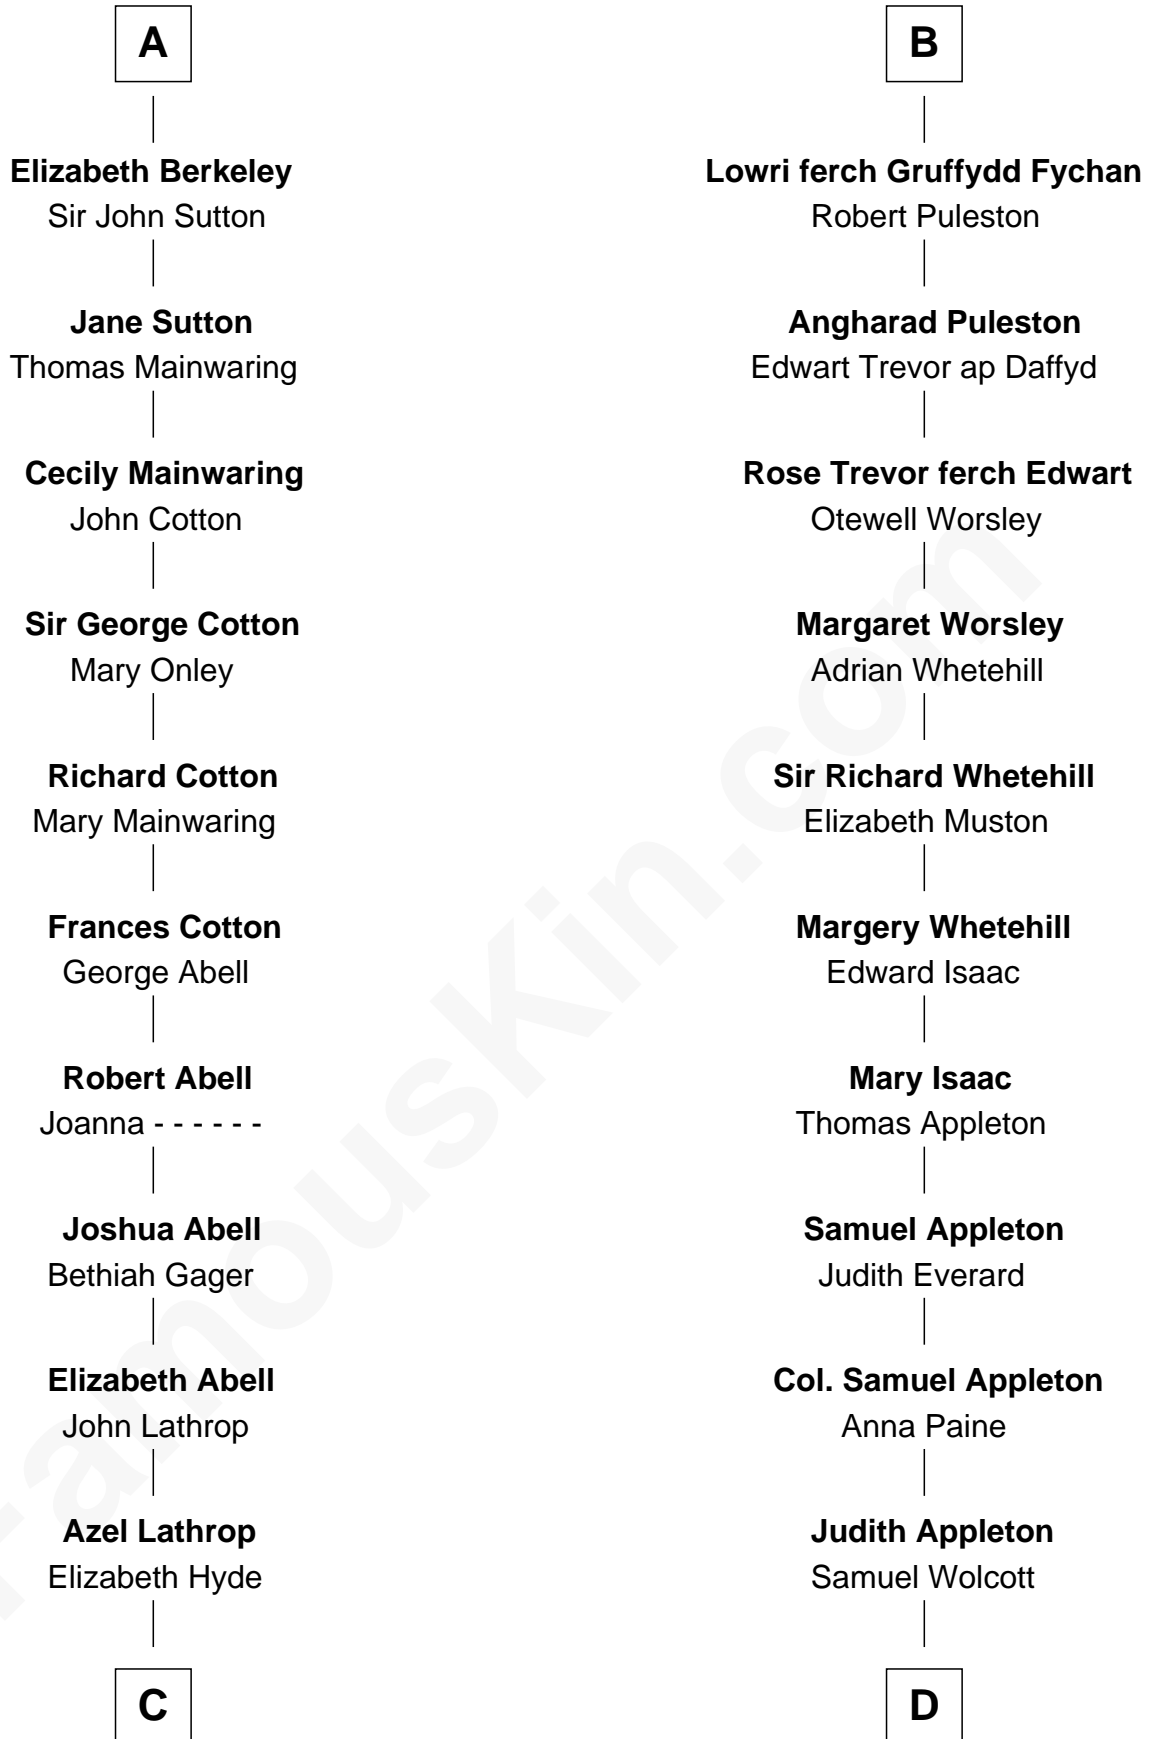 A
Elizabeth Berkeley
Sir John Sutton
Jane Sutton
Thomas Mainwaring
Cecily Mainwaring
John Cotton
Sir George Cotton
Mary Onley
Richard Cotton
Mary Mainwaring
Frances Cotton
George Abell
Robert Abell
Joanna - - - - - -
Joshua Abell
Bethiah Gager
Elizabeth Abell
John Lathrop
Azel Lathrop
Elizabeth Hyde
C
B
Lowri ferch Gruffydd Fychan
Robert Puleston
Angharad Puleston
Edwart Trevor ap Daffyd
Rose Trevor ferch Edwart
Otewell Worsley
Margaret Worsley
Adrian Whetehill
Sir Richard Whetehill
Elizabeth Muston
Margery Whetehill
Edward Isaac
Mary Isaac
Thomas Appleton
Samuel Appleton
Judith Everard
Col. Samuel Appleton
Anna Paine
Judith Appleton
Samuel Wolcott
D
FamousKin.com